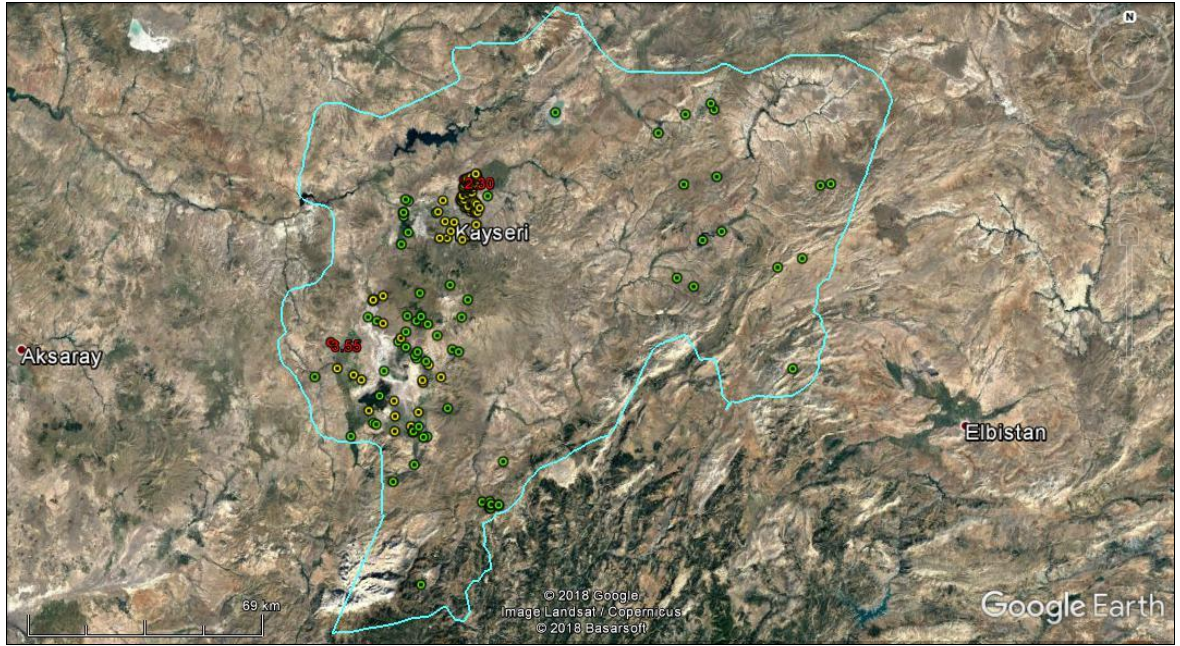 N
2.30
Kayseri
3.55
Aksaray
Elbistan
69 km
© 2018 Google
Image Landsat / Copernicus
© 2018 Basarsoft
Google Earth